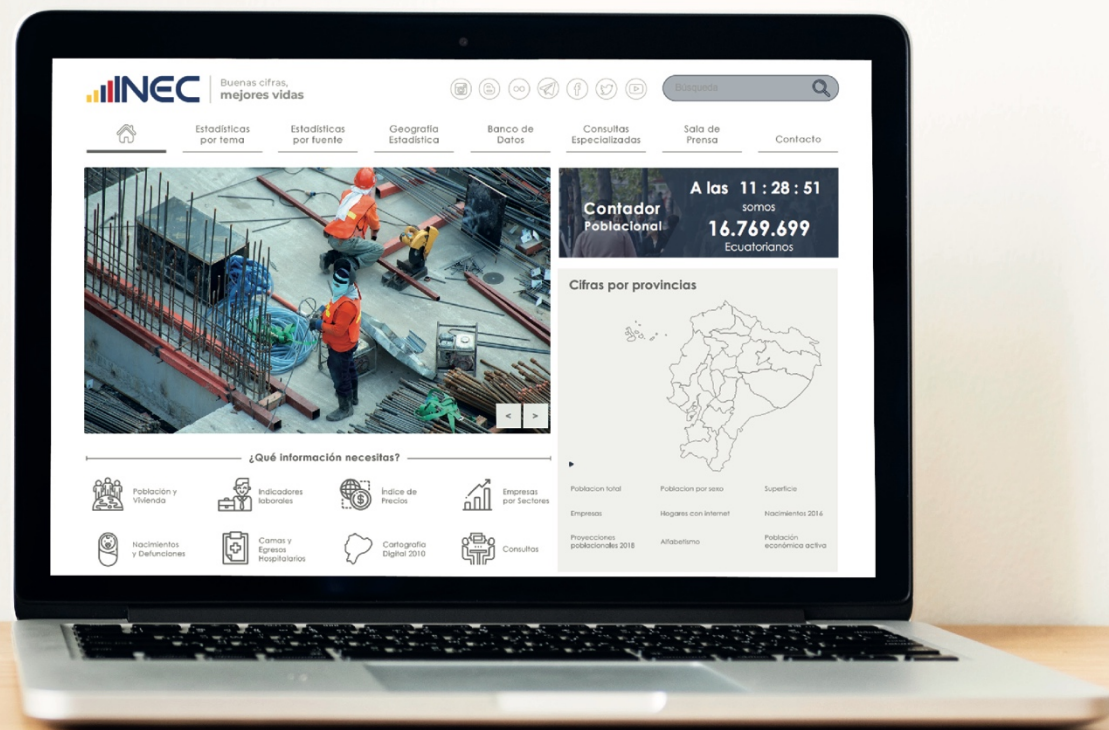 INEC
Buenas cifras,
mejores vidas
Búsqueda
Estadísticas
por tema
Estadísticas
por fuente
Geografía
Estadística
Banco de
Datos
Consultas
Especializadas
Sala de
Prensa
Contacto
Contador
Poblacional
A las 11 : 28 : 51
somos
16.769.699
Ecuatorianos
< >
Cifras por provincias
¿Qué información necesitas?
Población y
Vivienda
Indicadores
laborales
Índice de
Precios
Empresas
por Sectores
Nacimientos
y Defunciones
Camas y
Egresos
Hospitalarios
Cartografía
Digital 2010
Consultas
Poblacion total
Poblacion por sexo
Superficie
Empresas
Hogares con internet
Nacimientos 2016
Proyecciones
poblacionales 2018
Alfabetismo
Población
económica activa